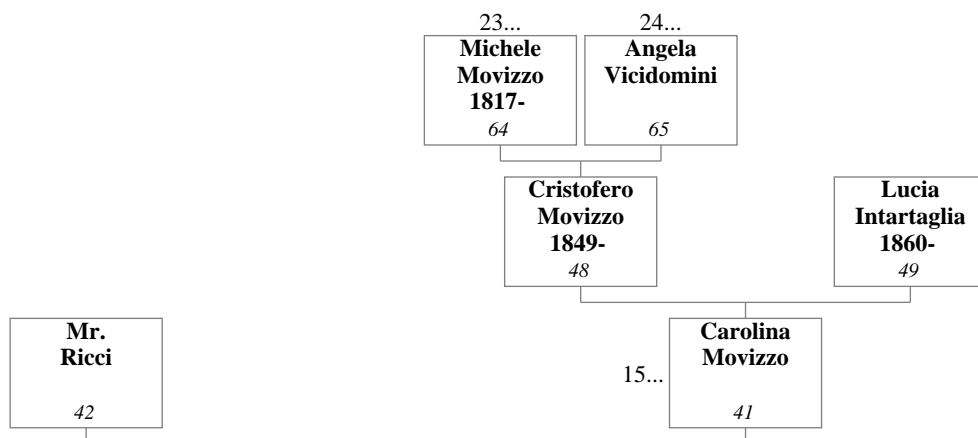 23...
24...
Michele
Movizzo
1817-
64
Angela
Vicidomini
65
Cristofero
Movizzo
1849-
48
Lucia
Intartaglia
1860-
49
Mr.
Ricci
42
15...
Carolina
Movizzo
41